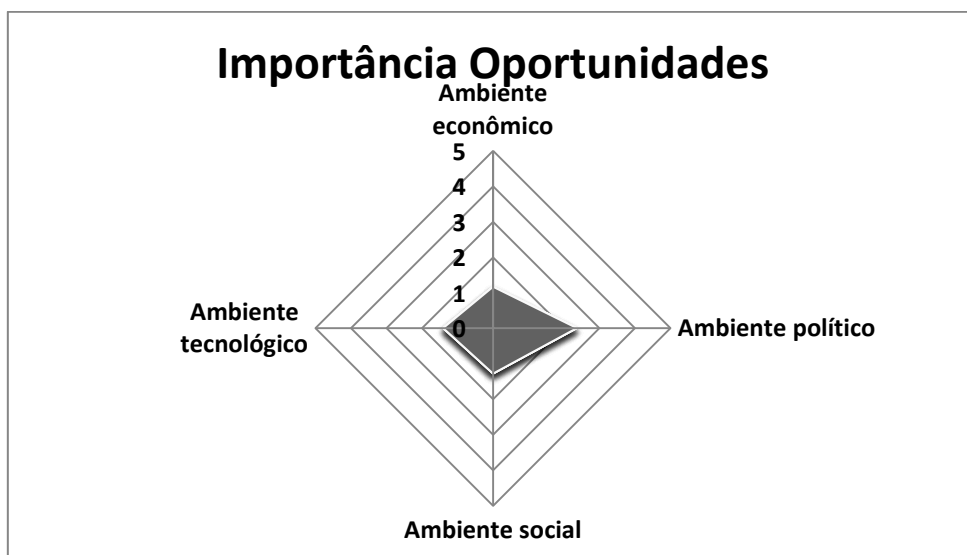 Importância Oportunidades
Ambiente
econômico
5
4
3
2
1
0
Ambiente
tecnológico
Ambiente político
Ambiente social